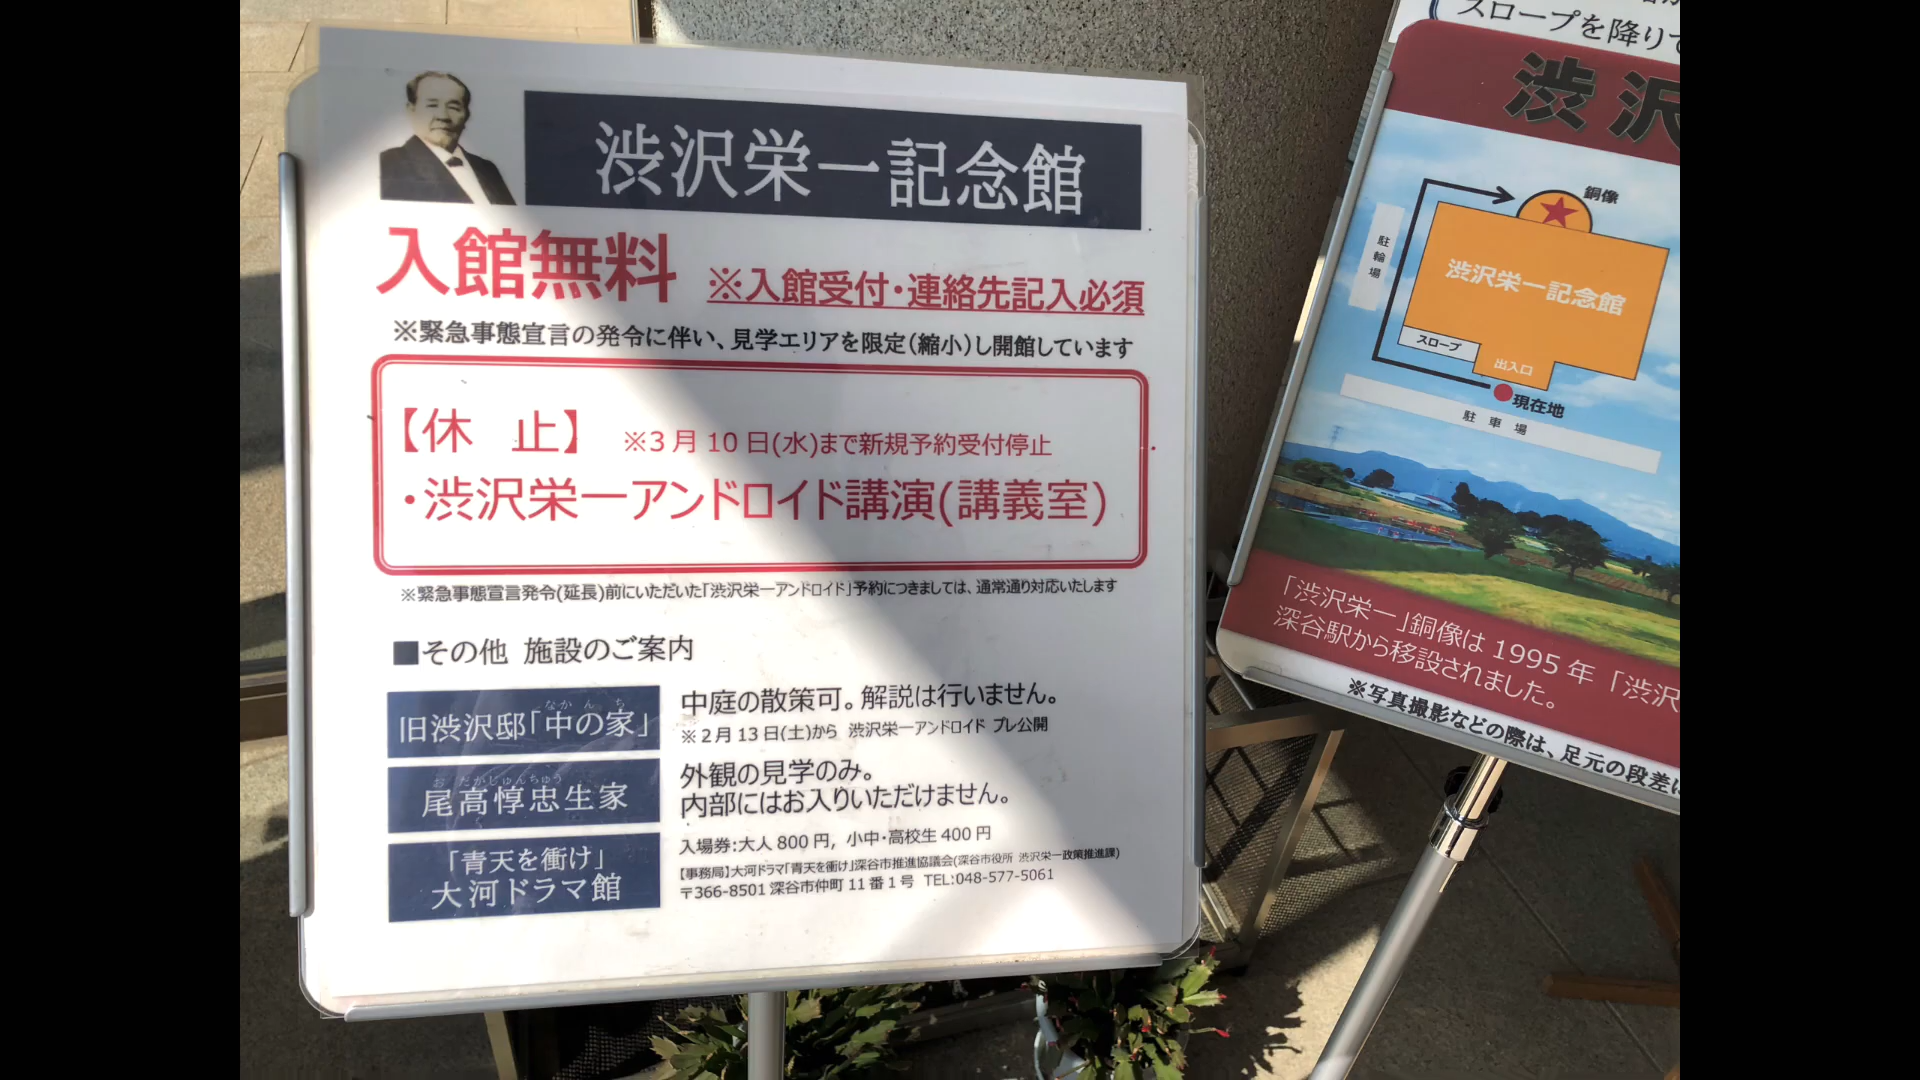 渋沢栄一記念館
入館無料 ※入館受付・連絡先記入必須
※緊急事態宣言の発令に伴い、見学エリアを限定(縮小)し開館しています
【休 止】 ※3月10日(水)まで新規予約受付停止
・渋沢栄一アンドロイド講演(講義室)
※緊急事態宣言発令(延長)前にいただいた「渋沢栄一アンドロイド」予約につきましては、通常通り対応いたします
■その他 施設のご案内
なかんち
旧渋沢邸「中の家」
中庭の散策可。解説は行いません。
※2月13日(土)から 渋沢栄一アンドロイド プレ公開
おだかじゅんちゅう
尾高惇忠生家
外観の見学のみ。
内部にはお入りいただけません。
「青天を衝け」
大河ドラマ館
入場券:大人800円, 小中・高校生400円
【事務局】大河ドラマ「青天を衝け」深谷市推進協議会(深谷市役所 渋沢栄一政策推進課)
〒366-8501 深谷市仲町11番1号 TEL:048-577-5061
スロープを降りて
渋沢
銅像
駐輪場
渋沢栄一記念館
スロープ
出入口
現在地
駐車場
「渋沢栄一」銅像は1995年「渋沢
深谷駅から移設されました。
※写真撮影などの際は、足元の段差に